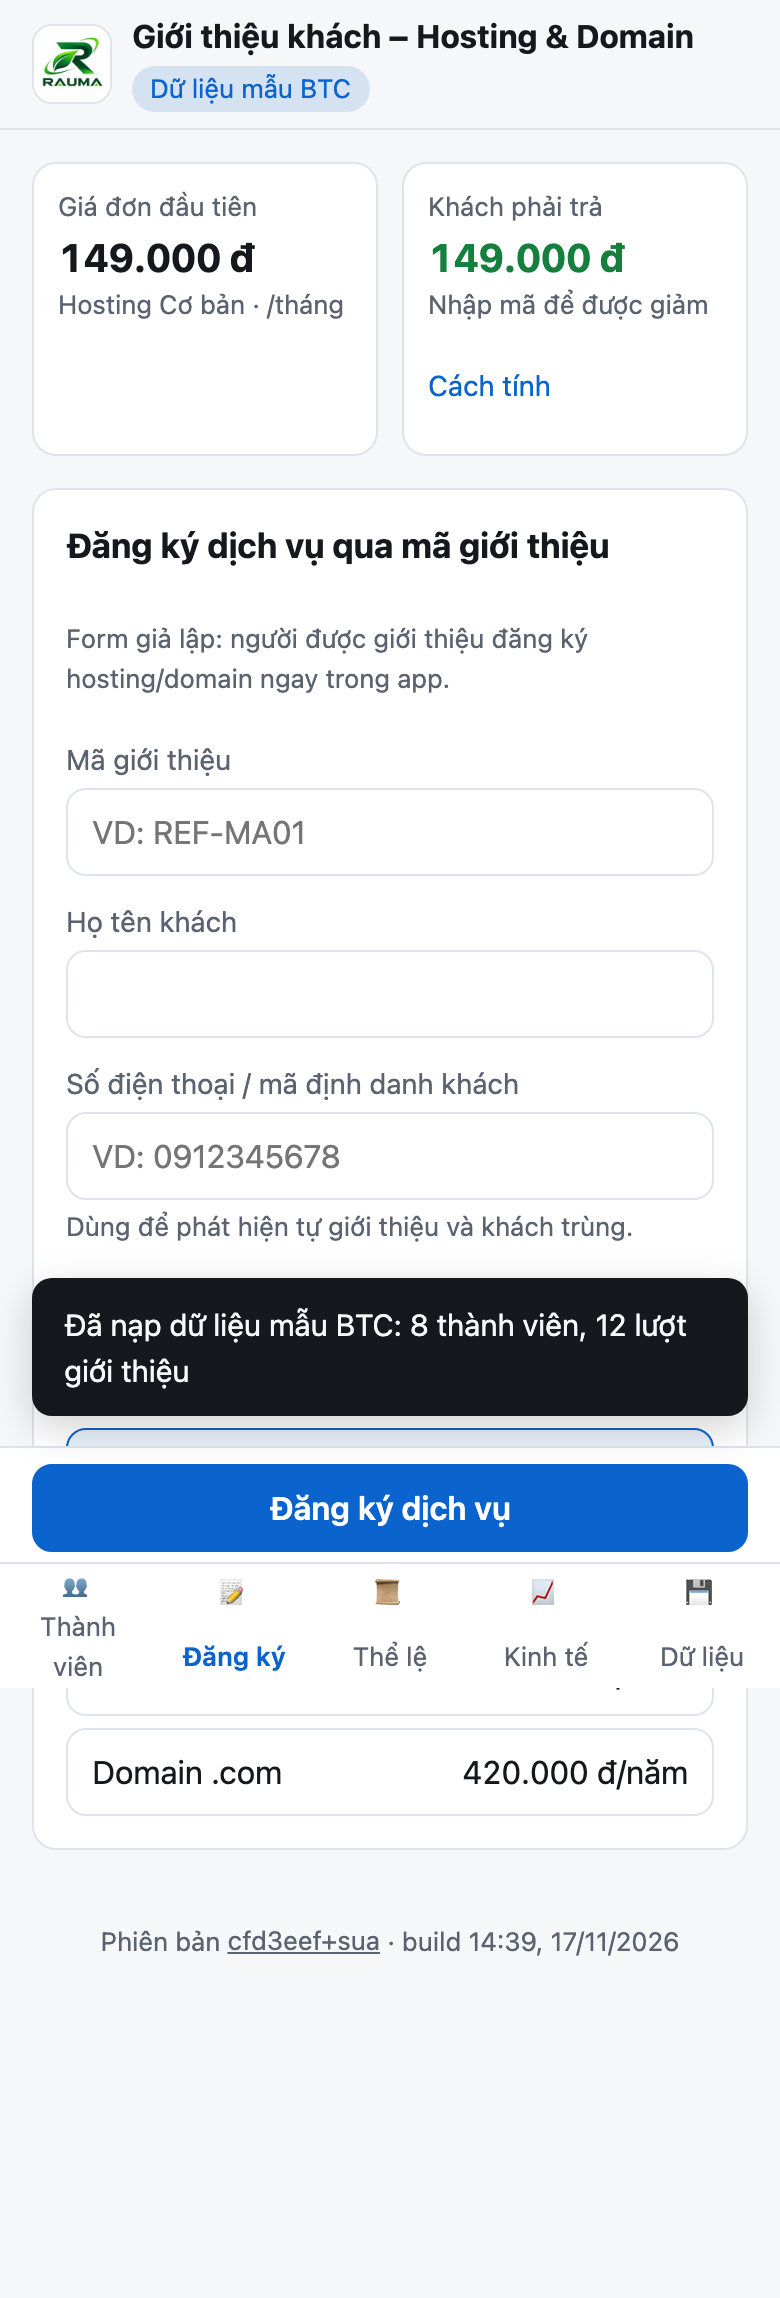 RAUMA
Giới thiệu khách – Hosting & Domain
Dữ liệu mẫu BTC
Giá đơn đầu tiên
149.000 đ
Hosting Cơ bản · /tháng
Khách phải trả
149.000 đ
Nhập mã để được giảm
Cách tính
Đăng ký dịch vụ qua mã giới thiệu
Form giả lập: người được giới thiệu đăng ký
hosting/domain ngay trong app.
Mã giới thiệu
VD: REF-MA01
Họ tên khách
Số điện thoại / mã định danh khách
VD: 0912345678
Dùng để phát hiện tự giới thiệu và khách trùng.
Đã nạp dữ liệu mẫu BTC: 8 thành viên, 12 lượt
giới thiệu
Đăng ký dịch vụ
Thành
viên
Đăng ký
Thể lệ
Kinh tế
Dữ liệu
Domain .com 420.000 đ/năm
Phiên bản cfd3eef+sua · build 14:39, 17/11/2026